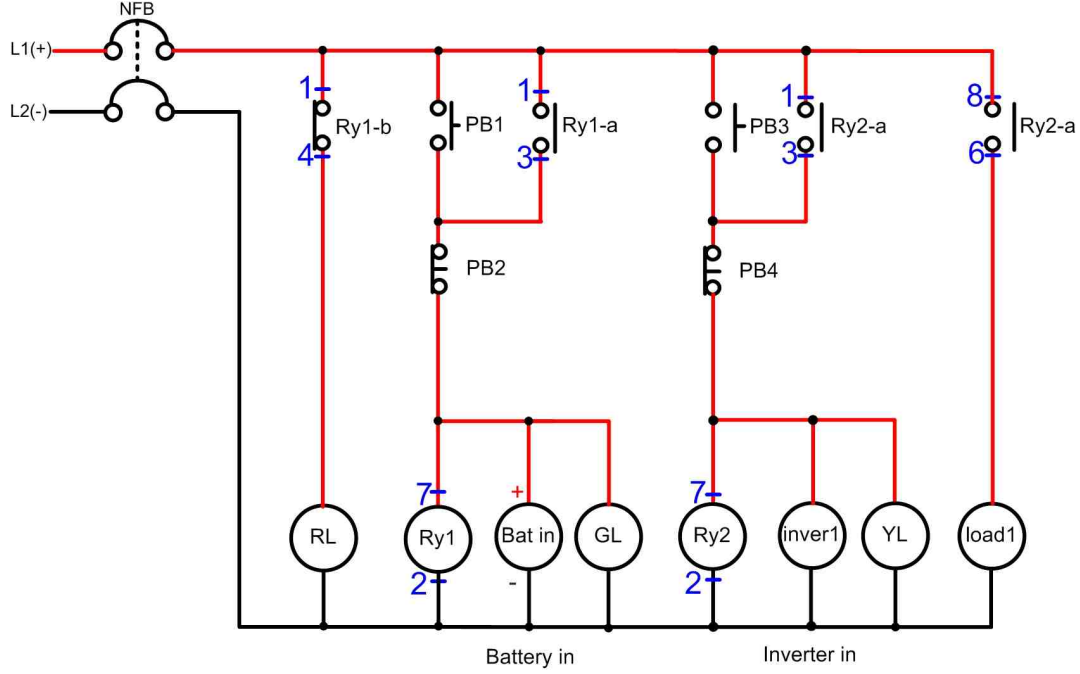 NFB
L1(+)
L2(-)
1
4
Ry1-b
PB1
1
3
Ry1-a
PB3
1
3
Ry2-a
8
6
Ry2-a
PB2
PB4
7
2
+
-
7
2
RL
Ry1
Bat in
GL
Ry2
inver1
YL
load1
Battery in
Inverter in